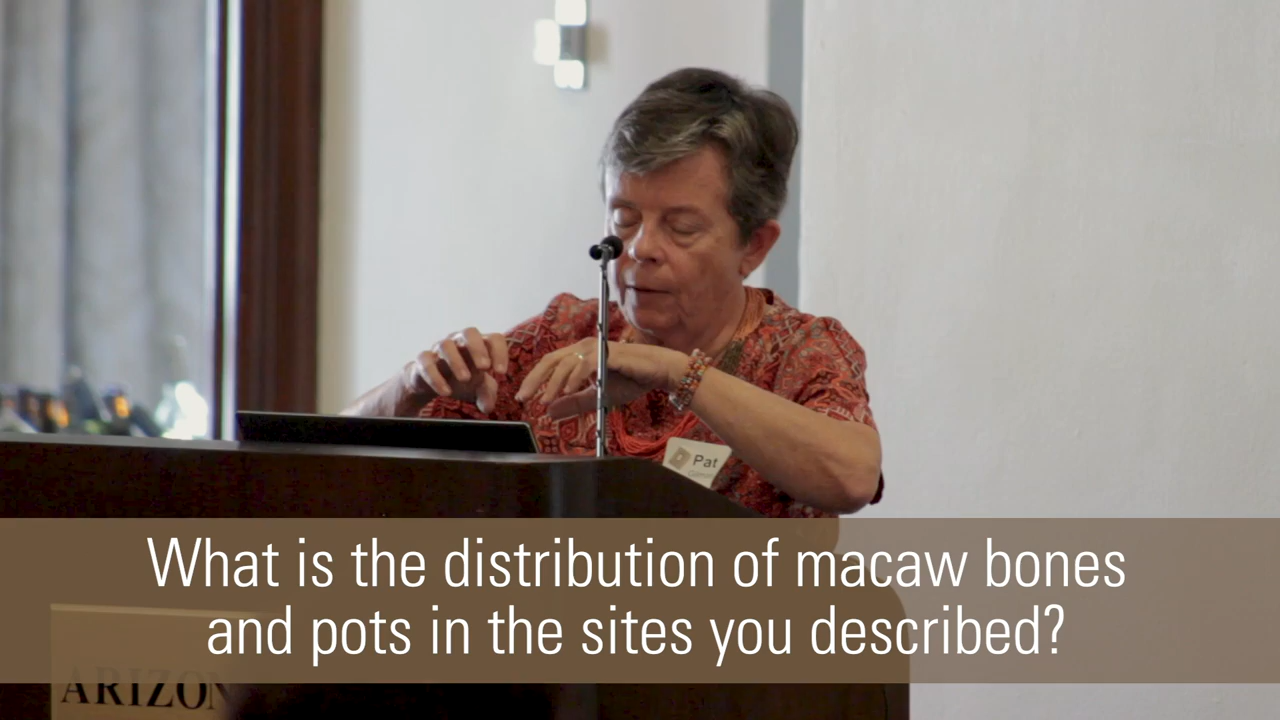 Pat
What is the distribution of macaw bones
and pots in the sites you described?
ARIZON